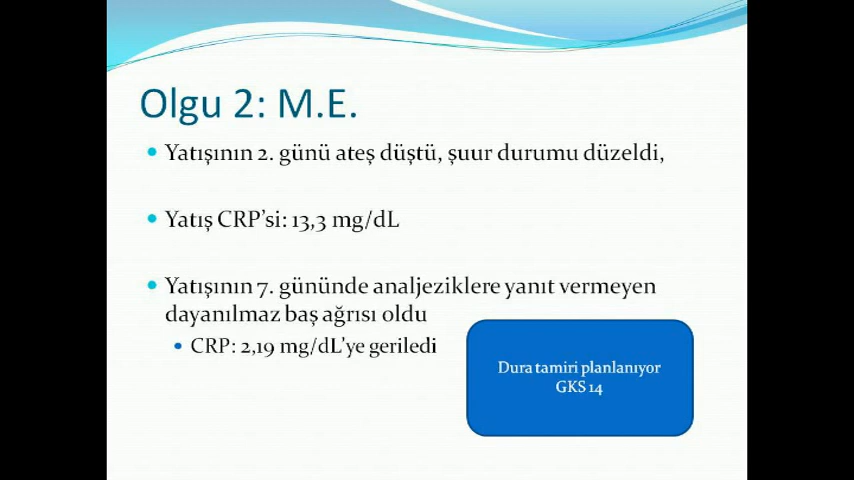 Olgu 2: M.E.
Yatışının 2. günü ateş düştü, şuur durumu düzeldi,
Yatış CRP'si: 13,3 mg/dL
Yatışının 7. gününde analjeziklere yanıt vermeyen
dayanılmaz baş ağrısı oldu
CRP: 2,19 mg/dL'ye geriledi
Dura tamiri planlanıyor
GKS 14